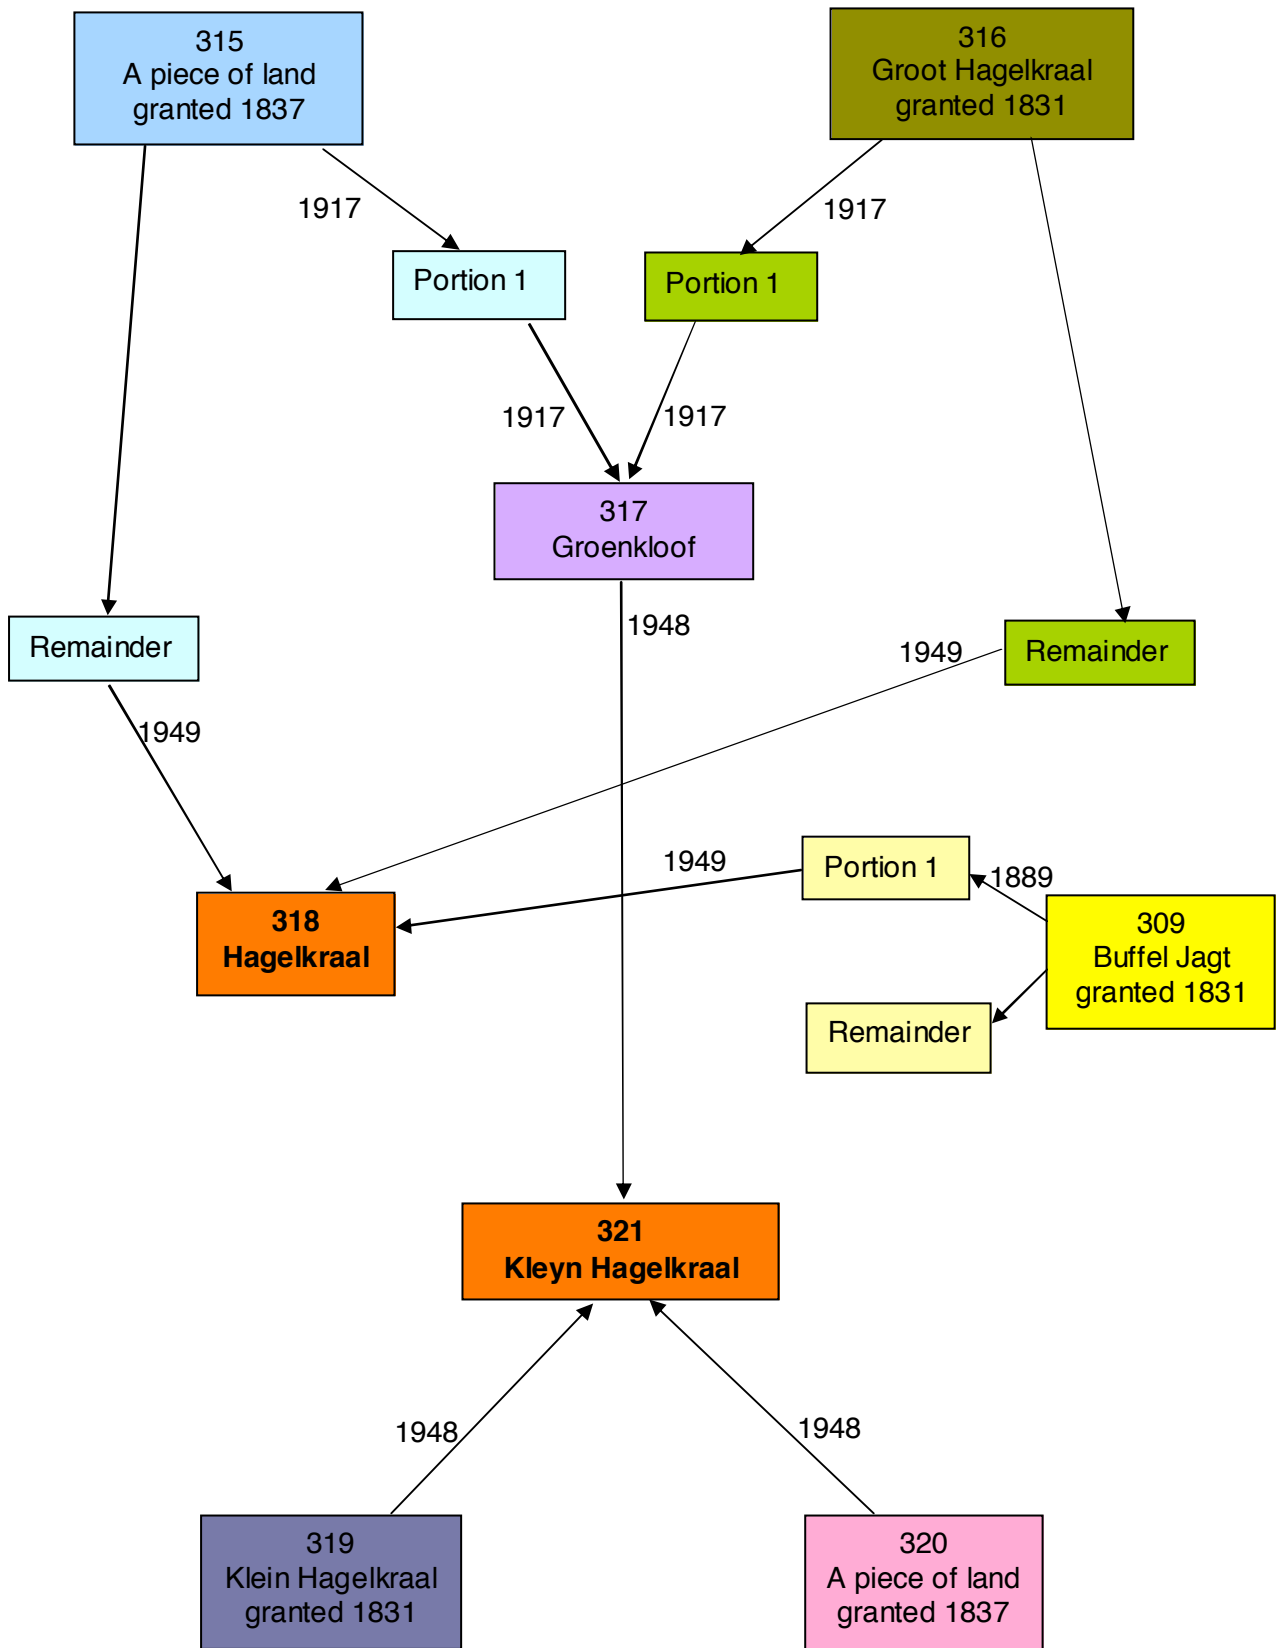 315
A piece of land
granted 1837
316
Groot Hagelkraal
granted 1831
1917
1917
Portion 1
Portion 1
1917
1917
317
Groenkloof
1948
Remainder
1949
Remainder
1949
1949
Portion 1
1889
318
Hagelkraal
309
Buffel Jagt
granted 1831
Remainder
321
Kleyn Hagelkraal
1948
1948
319
Klein Hagelkraal
granted 1831
320
A piece of land
granted 1837